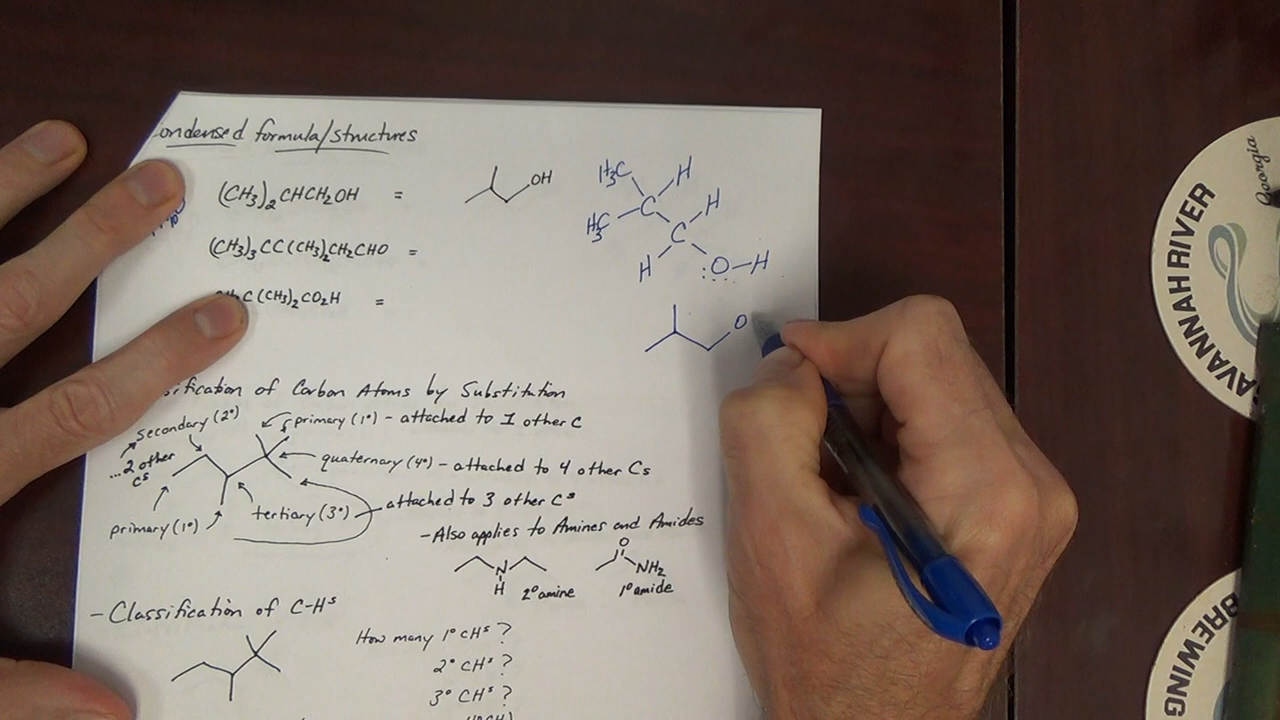 ondensed formula/structures
(CH3)2CHCH2OH = OH
(CH3)3CC(CH3)2CH2CHO =
C(CH3)2CO2H =
H3C H
H3C C H
C
H :O-H
O
sification of Carbon Atoms by Substitution
secondary (2°) primary (1°) - attached to 1 other C
...2 other Cs quaternary (4°) - attached to 4 other Cs
primary (1°) tertiary (3°) attached to 3 other Cs
- Also applies to Amines and Amides
N H 2° amine O NH2 1° amide
- Classification of C-Hs
How many 1° CHs?
2° CHs?
3° CHs?
SAVANNAH RIVER
Georgia
BREWING